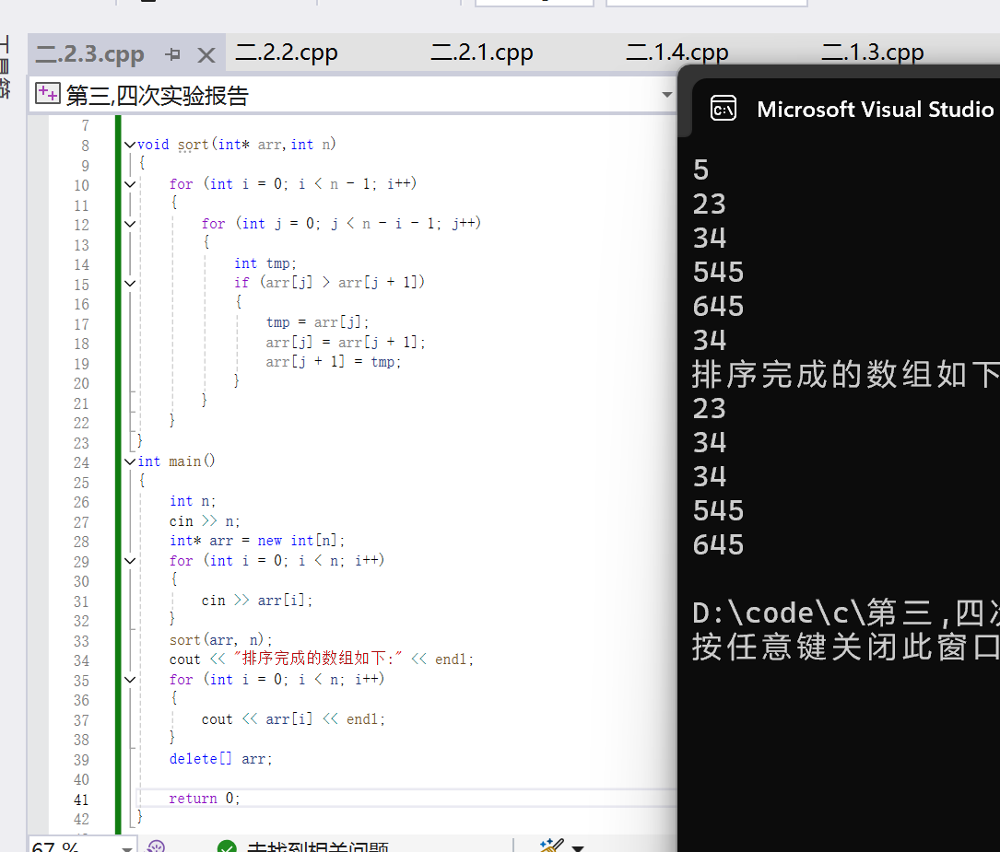 二.2.3.cpp 二.2.2.cpp 二.2.1.cpp 二.1.4.cpp 二.1.3.cpp
第三,四次实验报告
7
8 void sort(int* arr,int n)
9 {
10 for (int i = 0; i < n - 1; i++)
11 {
12 for (int j = 0; j < n - i - 1; j++)
13 {
14 int tmp;
15 if (arr[j] > arr[j + 1])
16 {
17 tmp = arr[j];
18 arr[j] = arr[j + 1];
19 arr[j + 1] = tmp;
20 }
21 }
22 }
23 }
24 int main()
25 {
26 int n;
27 cin >> n;
28 int* arr = new int[n];
29 for (int i = 0; i < n; i++)
30 {
31 cin >> arr[i];
32 }
33 sort(arr, n);
34 cout << "排序完成的数组如下:" << endl;
35 for (int i = 0; i < n; i++)
36 {
37 cout << arr[i] << endl;
38 }
39 delete[] arr;
40
41 return 0;
42 }
67 % 未找到相关问题
Microsoft Visual Studio
5
23
34
545
645
34
排序完成的数组如下
23
34
34
545
645
D:\code\c\第三,四次
按任意键关闭此窗口